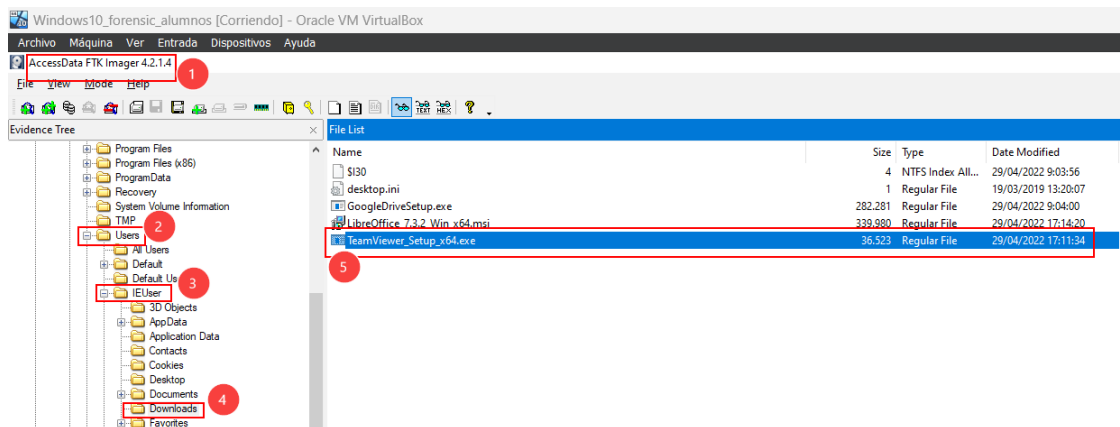 Windows10_forensic_alumnos [Corriendo] - Oracle VM VirtualBox
Archivo Máquina Ver Entrada Dispositivos Ayuda
AccessData FTK Imager 4.2.1.4
1
File View Mode Help
TEXT HEX
Evidence Tree
File List
Name Size Type Date Modified
$I30 4 NTFS Index All... 29/04/2022 9:03:56
desktop.ini 1 Regular File 19/03/2019 13:20:07
GoogleDriveSetup.exe 282.281 Regular File 29/04/2022 9:04:00
LibreOffice_7.3.2_Win_x64.msi 339.980 Regular File 29/04/2022 17:14:20
TeamViewer_Setup_x64.exe 36.523 Regular File 29/04/2022 17:11:34
5
Program Files
Program Files (x86)
ProgramData
Recovery
System Volume Information
TMP
2
Users
All Users
Default
Default Us
3
IEUser
3D Objects
AppData
Application Data
Contacts
Cookies
Desktop
Documents
4
Downloads
Favorites